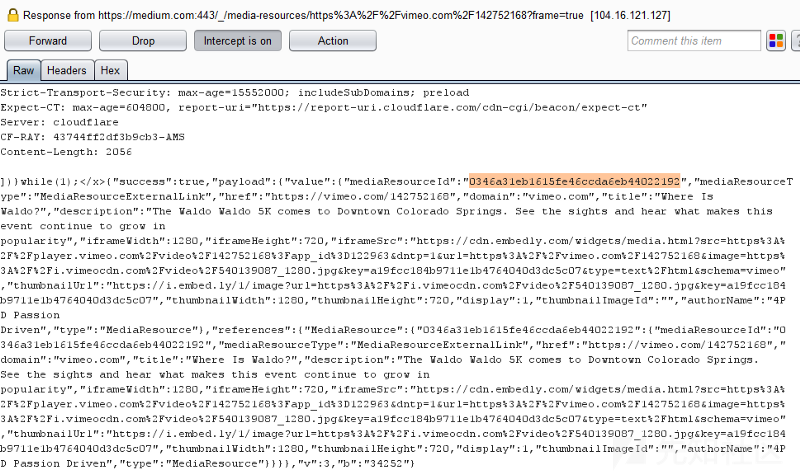 Response from https://medium.com:443/_/media-resources/https%3A%2F%2Fvimeo.com%2F142752168?frame=true [104.16.121.127]
Forward Drop Intercept is on Action Comment this item
Raw Headers Hex
Strict-Transport-Security: max-age=15552000; includeSubDomains; preload
Expect-CT: max-age=604800, report-uri="https://report-uri.cloudflare.com/cdn-cgi/beacon/expect-ct"
Server: cloudflare
CF-RAY: 43744ff2df3b9cb3-AMS
Content-Length: 2056
])}while(1);</x>{"success":true,"payload":{"value":{"mediaResourceId":"0346a31eb1615fe46ccda6eb44022192","mediaResourceT
ype":"MediaResourceExternalLink","href":"https://vimeo.com/142752168","domain":"vimeo.com","title":"Where Is
Waldo?","description":"The Waldo Waldo 5K comes to Downtown Colorado Springs. See the sights and hear what makes this
event continue to grow in
popularity","iframeWidth":1280,"iframeHeight":720,"iframeSrc":"https://cdn.embedly.com/widgets/media.html?src=https%3A%
2F%2Fplayer.vimeo.com%2Fvideo%2F142752168%3Fapp_id%3D122963&dntp=1&url=https%3A%2F%2Fvimeo.com%2F142752168&image=https%
3A%2F%2Fi.vimeocdn.com%2Fvideo%2F540139087_1280.jpg&key=a19fcc184b9711e1b4764040d3dc5c07&type=text%2Fhtml&schema=vimeo"
,"thumbnailUrl":"https://i.embed.ly/1/image?url=https%3A%2F%2Fi.vimeocdn.com%2Fvideo%2F540139087_1280.jpg&key=a19fcc184
b9711e1b4764040d3dc5c07","thumbnailWidth":1280,"thumbnailHeight":720,"display":1,"thumbnailImageId":"","authorName":"4P
D Passion
Driven","type":"MediaResource"},"references":{"MediaResource":{"0346a31eb1615fe46ccda6eb44022192":{"mediaResourceId":"0
346a31eb1615fe46ccda6eb44022192","mediaResourceType":"MediaResourceExternalLink","href":"https://vimeo.com/142752168","
domain":"vimeo.com","title":"Where Is Waldo?","description":"The Waldo Waldo 5K comes to Downtown Colorado Springs.
See the sights and hear what makes this event continue to grow in
popularity","iframeWidth":1280,"iframeHeight":720,"iframeSrc":"https://cdn.embedly.com/widgets/media.html?src=https%3A%
2F%2Fplayer.vimeo.com%2Fvideo%2F142752168%3Fapp_id%3D122963&dntp=1&url=https%3A%2F%2Fvimeo.com%2F142752168&image=https%
3A%2F%2Fi.vimeocdn.com%2Fvideo%2F540139087_1280.jpg&key=a19fcc184b9711e1b4764040d3dc5c07&type=text%2Fhtml&schema=vimeo"
,"thumbnailUrl":"https://i.embed.ly/1/image?url=https%3A%2F%2Fi.vimeocdn.com%2Fvideo%2F540139087_1280.jpg&key=a19fcc184
b9711e1b4764040d3dc5c07","thumbnailWidth":1280,"thumbnailHeight":720,"display":1,"thumbnailImageId":"","authorName":"4P
D Passion Driven","type":"MediaResource"}}}},"v":3,"b":"34252"}